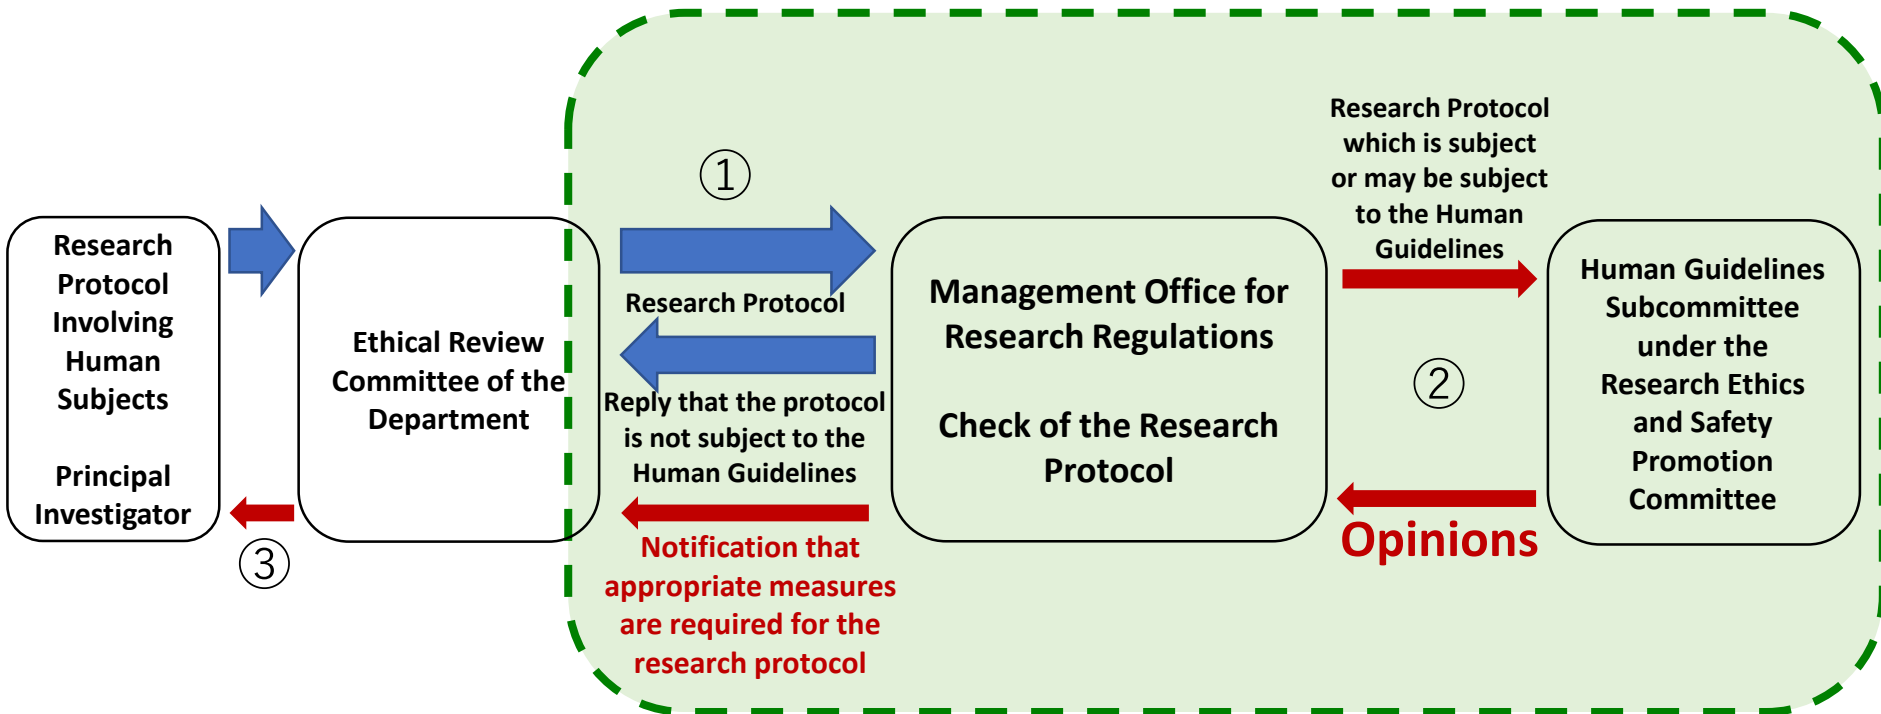 Research
Protocol
Involving
Human
Subjects
Principal
Investigator
③
Ethical Review
Committee of the
Department
①
Research Protocol
Reply that the protocol
is not subject to the
Human Guidelines
Notification that
appropriate measures
are required for the
research protocol
Management Office for
Research Regulations
Check of the Research
Protocol
Research Protocol
which is subject
or may be subject
to the Human
Guidelines
②
Opinions
Human Guidelines
Subcommittee
under the
Research Ethics
and Safety
Promotion
Committee